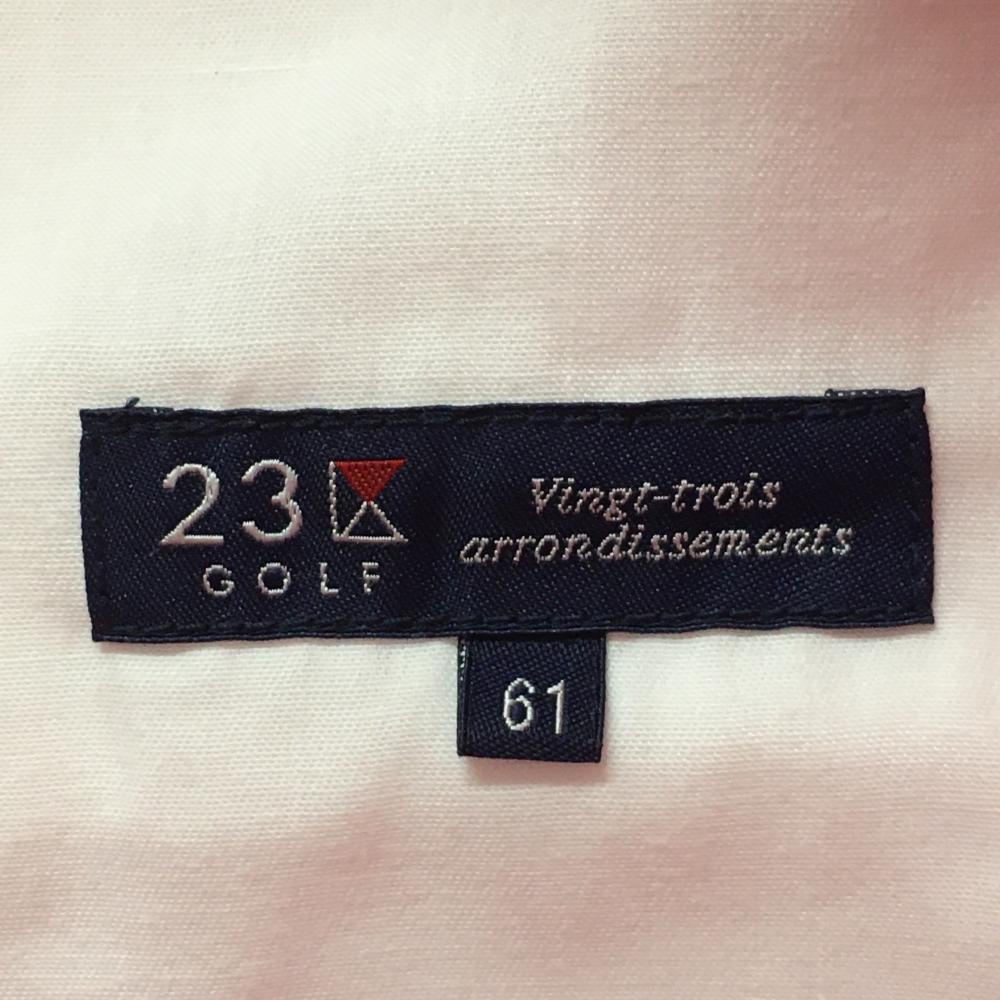 23
GOLF
Vingt-trois
arrondissements
61